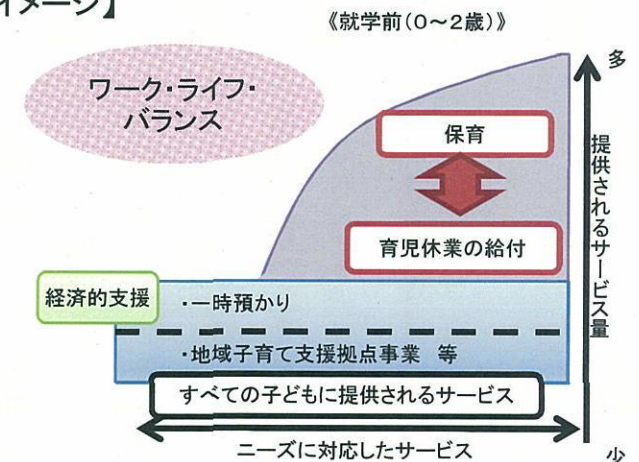 イメージ】
《就学前(0～2歳)》
多
ワーク・ライフ・
バランス
保育
提供されるサービス量
育児休業の給付
経済的支援
・一時預かり
・地域子育て支援拠点事業 等
すべての子どもに提供されるサービス
ニーズに対応したサービス
少